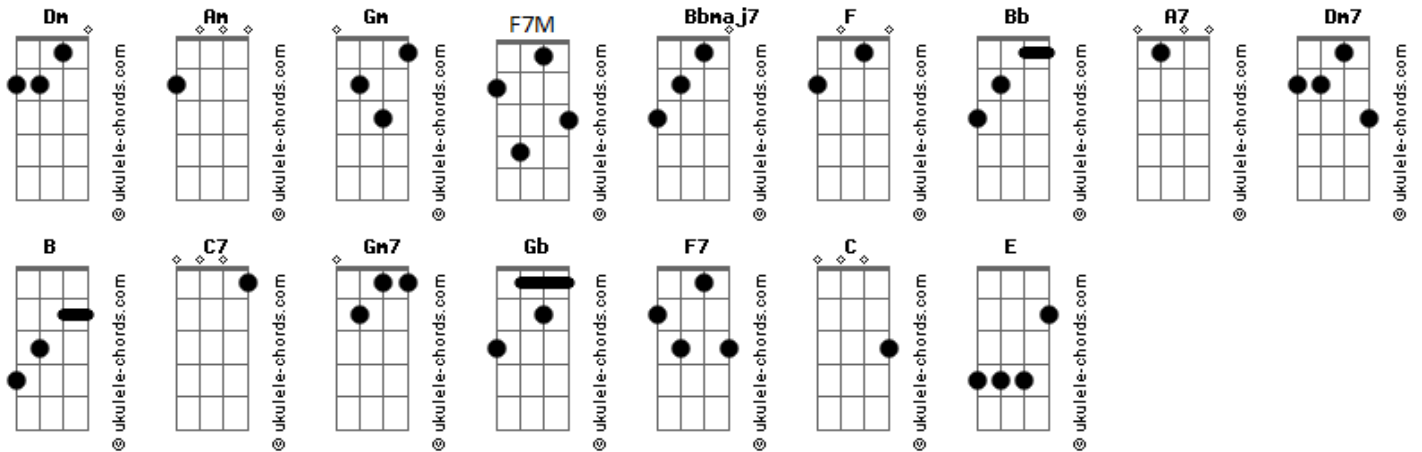 Dm Am Gm F7M Bbmaj7 F Bb A7 Dm7
© ukulele-chords.com © ukulele-chords.com © ukulele-chords.com © ukulele-chords.com © ukulele-chords.com © ukulele-chords.com © ukulele-chords.com © ukulele-chords.com © ukulele-chords.com
B C7 Gm7 Gb F7 C E
© ukulele-chords.com © ukulele-chords.com © ukulele-chords.com © ukulele-chords.com © ukulele-chords.com © ukulele-chords.com © ukulele-chords.com